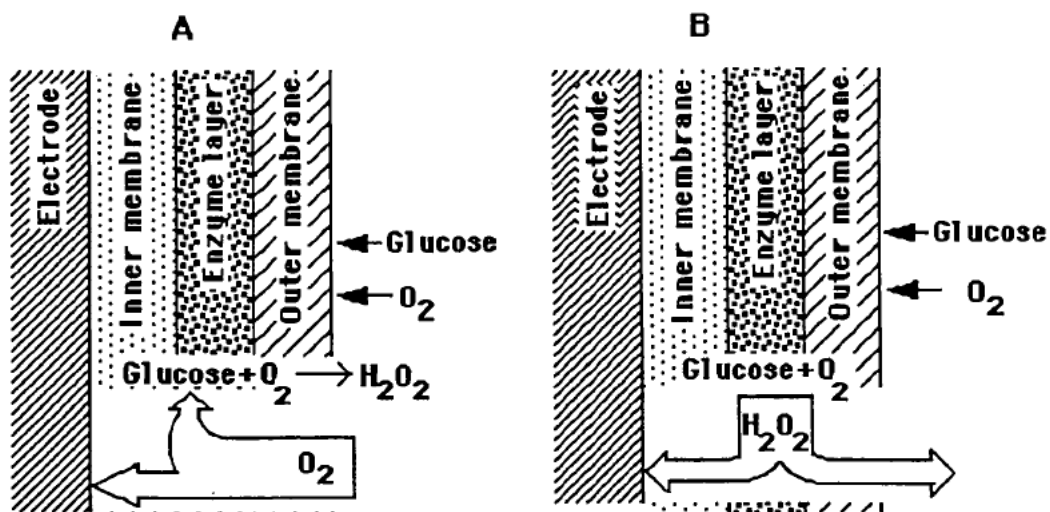 A
Electrode
Inner membrane
Enzyme layer
Outer membrane
Glucose
O2
Glucose+O2 → H2O2
O2
B
Electrode
Inner membrane
Enzyme layer
Outer membrane
Glucose
O2
Glucose+O2
H2O2